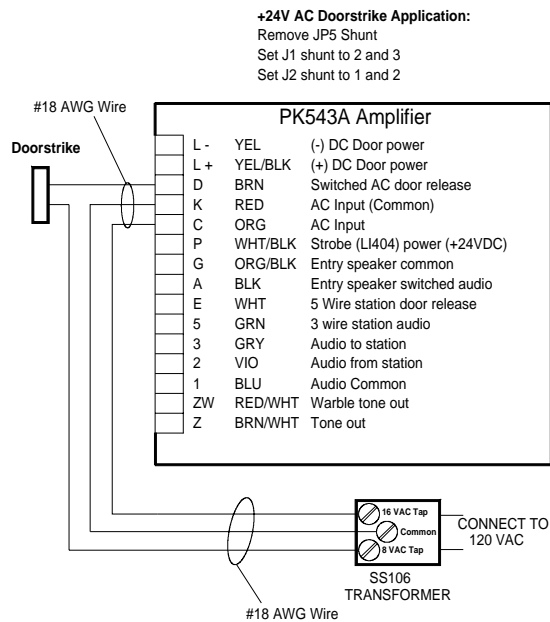 +24V AC Doorstrike Application:
Remove JP5 Shunt
Set J1 shunt to 2 and 3
Set J2 shunt to 1 and 2
#18 AWG Wire
Doorstrike
PK543A Amplifier
L - YEL (-) DC Door power
L + YEL/BLK (+) DC Door power
D BRN Switched AC door release
K RED AC Input (Common)
C ORG AC Input
P WHT/BLK Strobe (LI404) power (+24VDC)
G ORG/BLK Entry speaker common
A BLK Entry speaker switched audio
E WHT 5 Wire station door release
5 GRN 3 wire station audio
3 GRY Audio to station
2 VIO Audio from station
1 BLU Audio Common
ZW RED/WHT Warble tone out
Z BRN/WHT Tone out
16 VAC Tap
Common
8 VAC Tap
CONNECT TO
120 VAC
SS106
TRANSFORMER
#18 AWG Wire